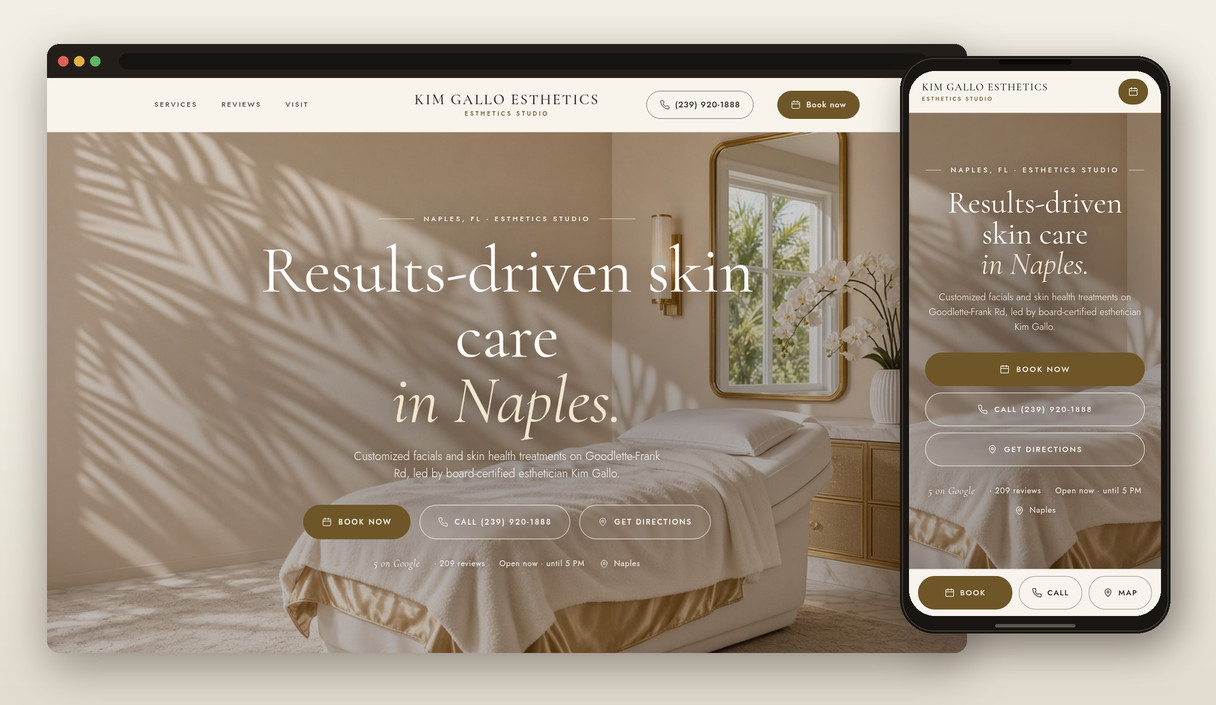 SERVICES REVIEWS VISIT
KIM GALLO ESTHETICS
ESTHETICS STUDIO
(239) 920-1888
Book now
NAPLES, FL · ESTHETICS STUDIO
Results-driven skin
care
in Naples.
Customized facials and skin health treatments on Goodlette-Frank
Rd, led by board-certified esthetician Kim Gallo.
BOOK NOW
CALL (239) 920-1888
GET DIRECTIONS
5 on Google · 209 reviews Open now · until 5 PM Naples
KIM GALLO ESTHETICS
ESTHETICS STUDIO
NAPLES, FL · ESTHETICS STUDIO
Results-driven
skin care
in Naples.
Customized facials and skin health treatments on
Goodlette-Frank Rd, led by board-certified esthetician
Kim Gallo.
BOOK NOW
CALL (239) 920-1888
GET DIRECTIONS
5 on Google · 209 reviews Open now · until 5 PM
Naples
BOOK CALL MAP